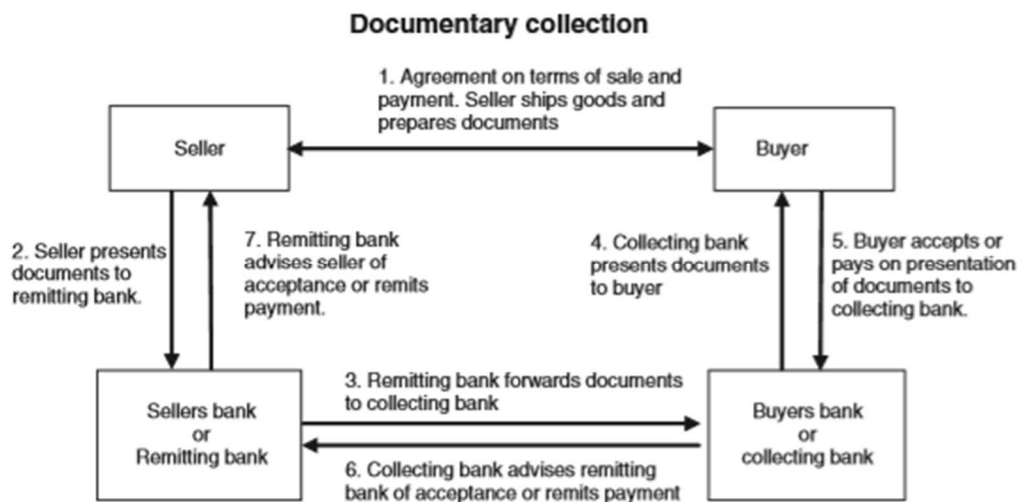 Documentary collection
1. Agreement on terms of sale and
payment. Seller ships goods and
prepares documents
Seller
Buyer
2. Seller presents
documents to
remitting bank.
7. Remitting bank
advises seller of
acceptance or remits
payment.
4. Collecting bank
presents documents
to buyer
5. Buyer accepts or
pays on presentation
of documents to
collecting bank.
Sellers bank
or
Remitting bank
3. Remitting bank forwards documents
to collecting bank
6. Collecting bank advises remitting
bank of acceptance or remits payment
Buyers bank
or
collecting bank